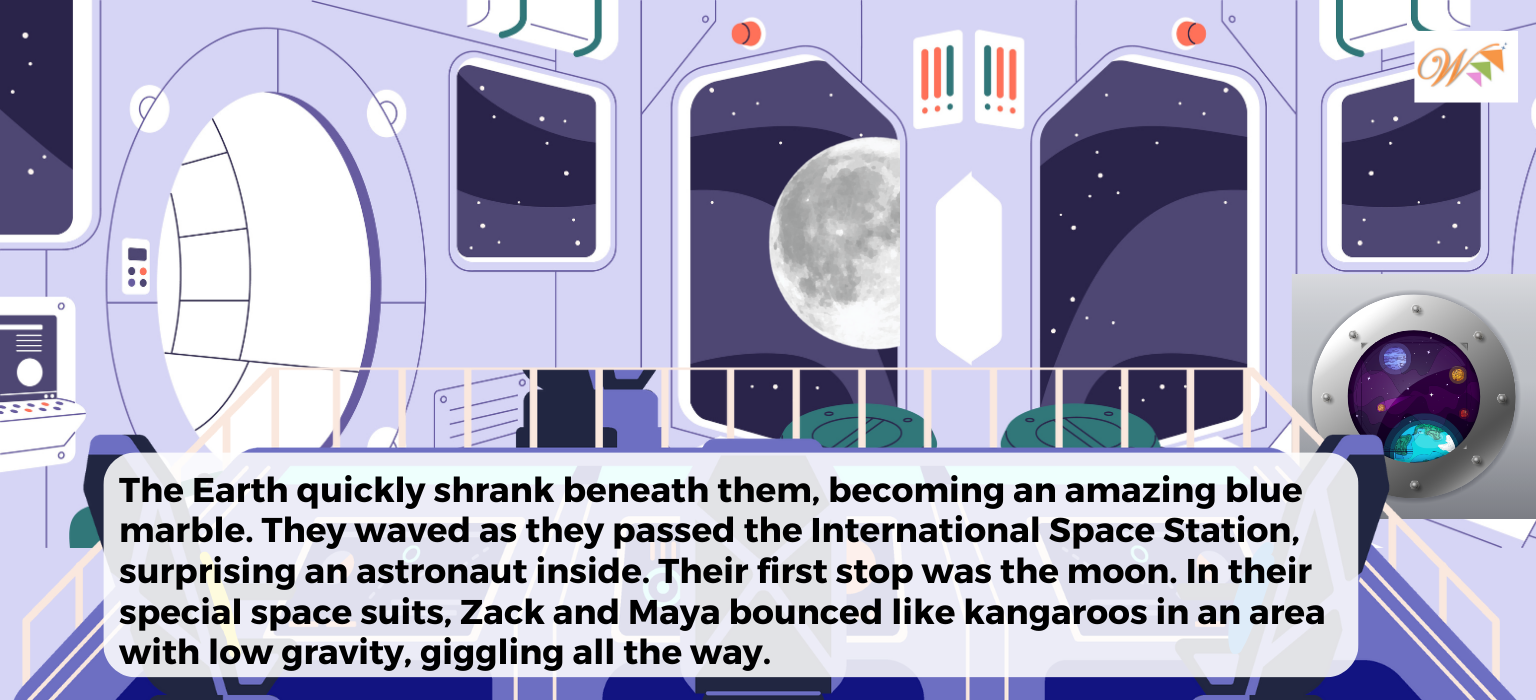 W
The Earth quickly shrank beneath them, becoming an amazing blue
marble. They waved as they passed the International Space Station,
surprising an astronaut inside. Their first stop was the moon. In their
special space suits, Zack and Maya bounced like kangaroos in an area
with low gravity, giggling all the way.